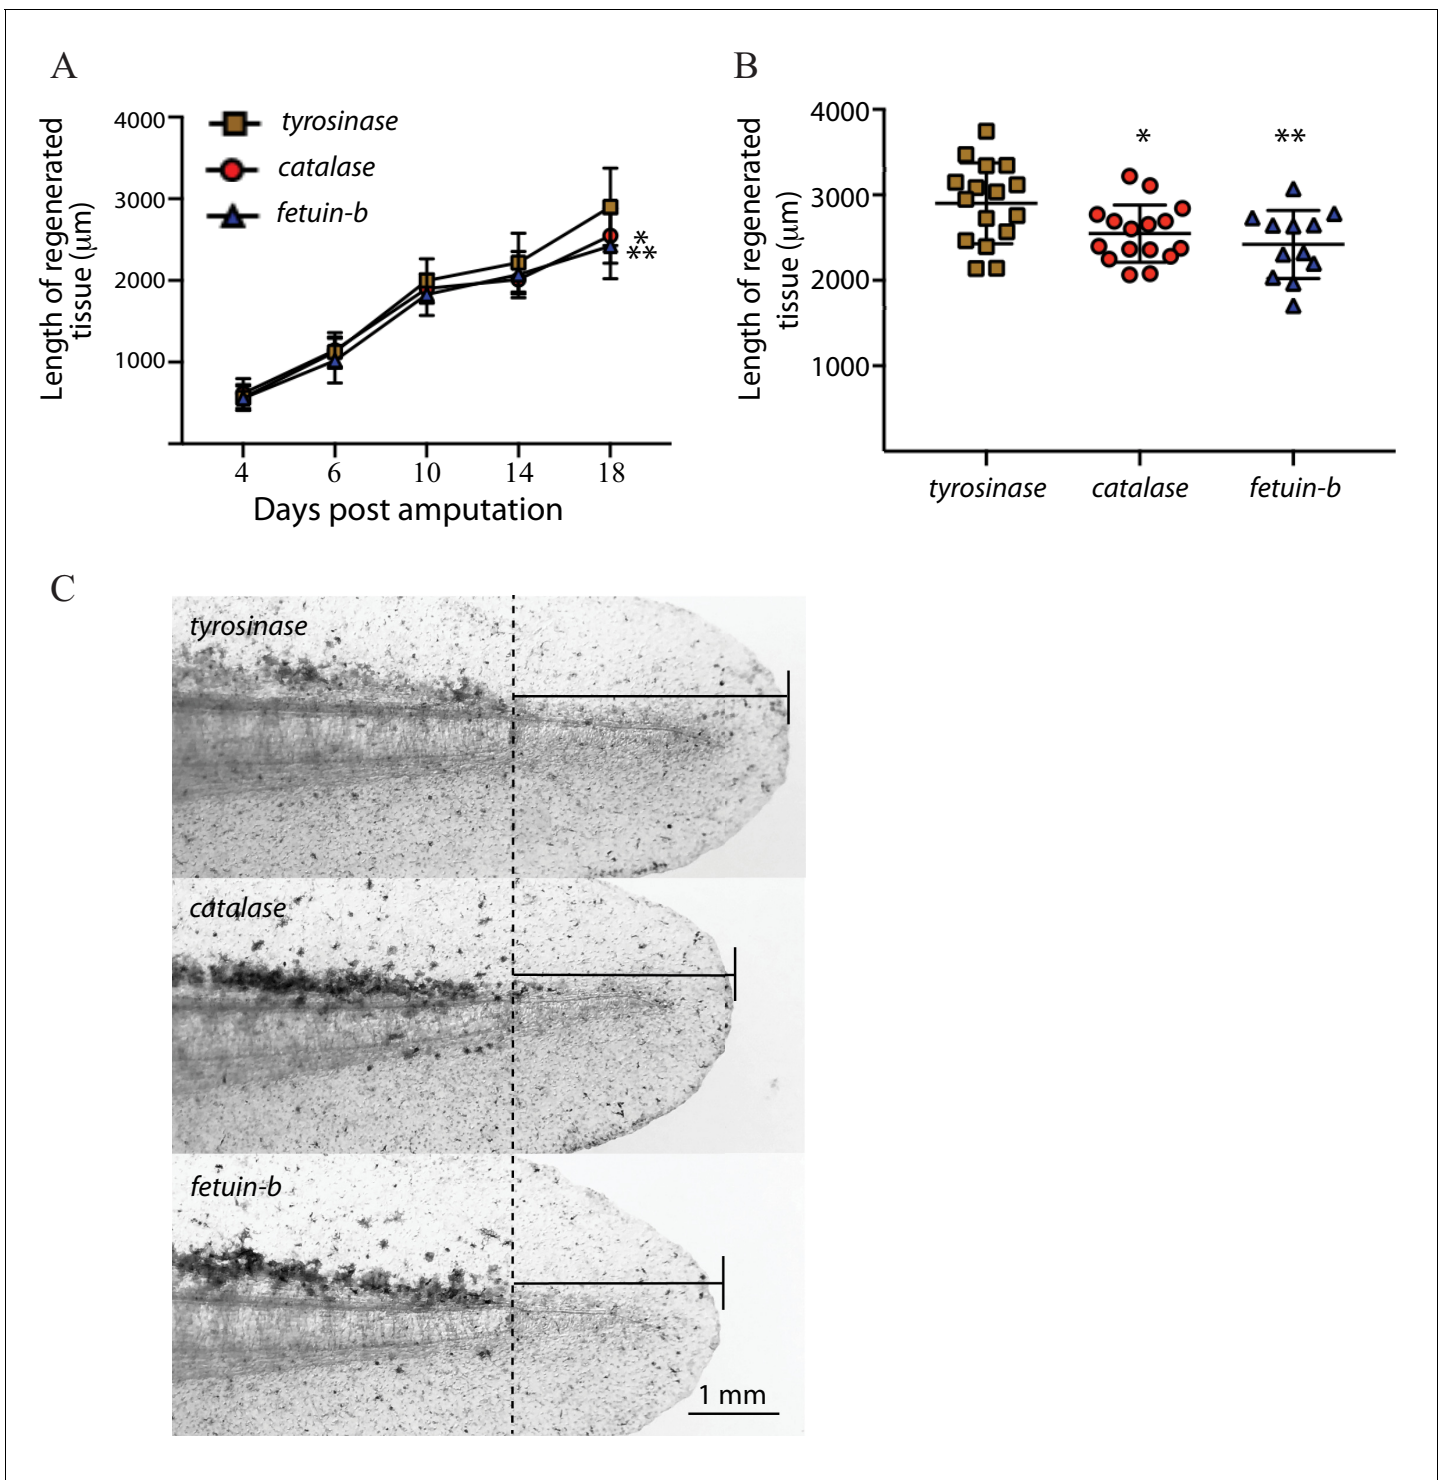 A
Length of regenerated
tissue (μm)
4000
3000
2000
1000
tyrosinase
catalase
fetuin-b
*
**
4 6 10 14 18
Days post amputation
B
Length of regenerated
tissue (μm)
4000
3000
2000
1000
*
**
tyrosinase catalase fetuin-b
C
tyrosinase
catalase
fetuin-b
1 mm